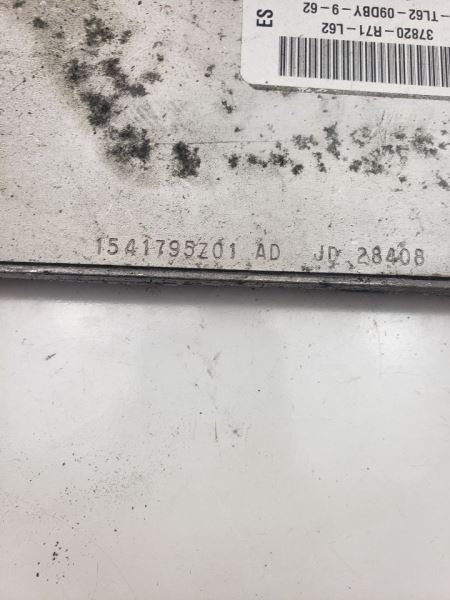 37820-R71-L62
- TL62-09DBY-9-62
ES
1541795Z01 AD JD 28408